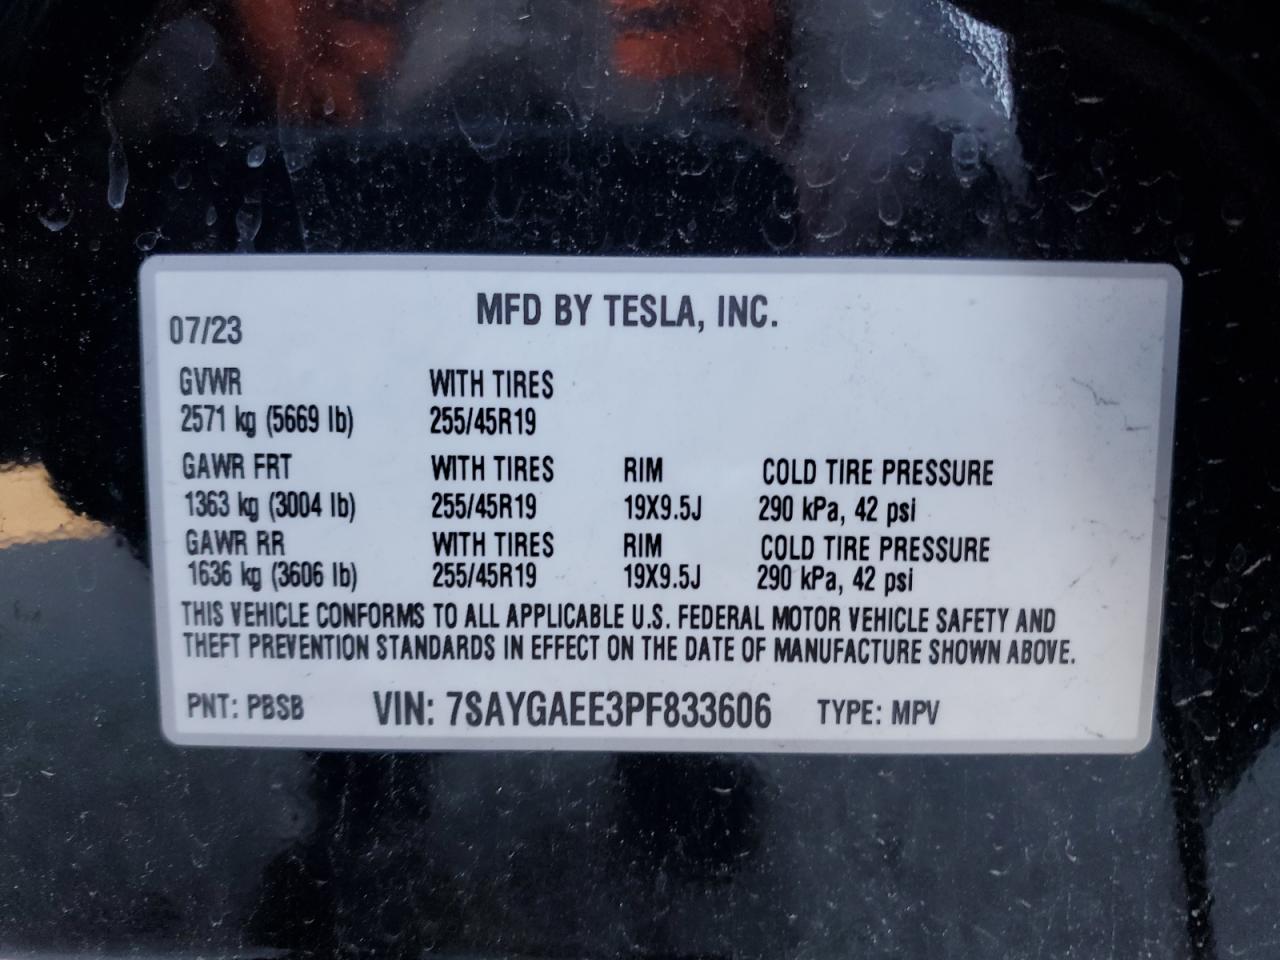 MFD BY TESLA, INC.
07/23
GVWR WITH TIRES
2571 kg (5669 lb) 255/45R19
GAWR FRT WITH TIRES RIM COLD TIRE PRESSURE
1363 kg (3004 lb) 255/45R19 19X9.5J 290 kPa, 42 psi
GAWR RR WITH TIRES RIM COLD TIRE PRESSURE
1636 kg (3606 lb) 255/45R19 19X9.5J 290 kPa, 42 psi
THIS VEHICLE CONFORMS TO ALL APPLICABLE U.S. FEDERAL MOTOR VEHICLE SAFETY AND
THEFT PREVENTION STANDARDS IN EFFECT ON THE DATE OF MANUFACTURE SHOWN ABOVE.
PNT: PBSB VIN: 7SAYGAEE3PF833606 TYPE: MPV